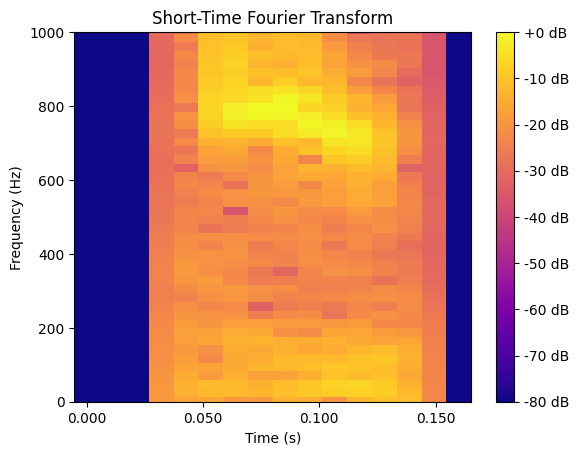 Short-Time Fourier Transform
Frequency (Hz)
1000
800
600
400
200
0
0.000
0.050
0.100
0.150
Time (s)
+0 dB
-10 dB
-20 dB
-30 dB
-40 dB
-50 dB
-60 dB
-70 dB
-80 dB